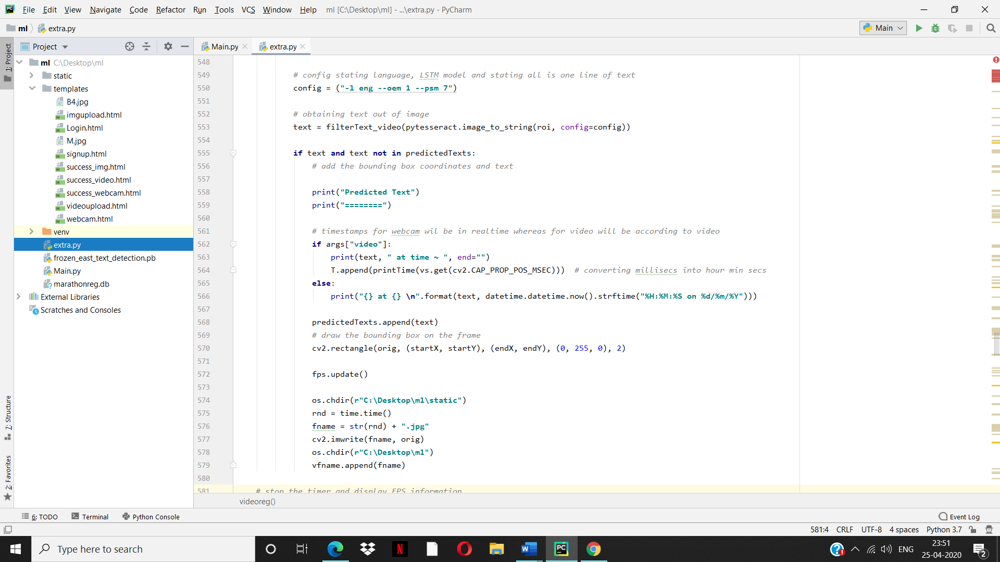 File Edit View Navigate Code Refactor Run Tools VCS Window Help ml [C:\Desktop\ml] - ...\extra.py - PyCharm
ml extra.py Main
1: Project
Project
Main.py extra.py
ml C:\Desktop\ml
static
templates
B4.jpg
imgupload.html
Login.html
M.jpg
signup.html
success_img.html
success_video.html
success_webcam.html
videoupload.html
webcam.html
venv
extra.py
frozen_east_text_detection.pb
Main.py
marathonreg.db
External Libraries
Scratches and Consoles
7: Structure
2: Favorites
548
549 # config stating language, LSTM model and stating all is one line of text
550 config = ("-l eng --oem 1 --psm 7")
551
552 # obtaining text out of image
553 text = filterText_video(pytesseract.image_to_string(roi, config=config))
554
555 if text and text not in predictedTexts:
556 # add the bounding box coordinates and text
557
558 print("Predicted Text")
559 print("========")
560
561 # timestamps for webcam wil be in realtime whereas for video will be according to video
562 if args["video"]:
563 print(text, " at time ~ ", end="")
564 T.append(printTime(vs.get(cv2.CAP_PROP_POS_MSEC))) # converting millisecs into hour min secs
565 else:
566 print("{} at {} \n".format(text, datetime.datetime.now().strftime("%H:%M:%S on %d/%m/%Y")))
567
568 predictedTexts.append(text)
569 # draw the bounding box on the frame
570 cv2.rectangle(orig, (startX, startY), (endX, endY), (0, 255, 0), 2)
571
572 fps.update()
573
574 os.chdir(r"C:\Desktop\ml\static")
575 rnd = time.time()
576 fname = str(rnd) + ".jpg"
577 cv2.imwrite(fname, orig)
578 os.chdir(r"C:\Desktop\ml")
579 vfname.append(fname)
580
581 # stop the timer and display FPS information
videoreg()
6: TODO Terminal Python Console Event Log
581:4 CRLF UTF-8 4 spaces Python 3.7
Type here to search
ENG
23:51
25-04-2020
2